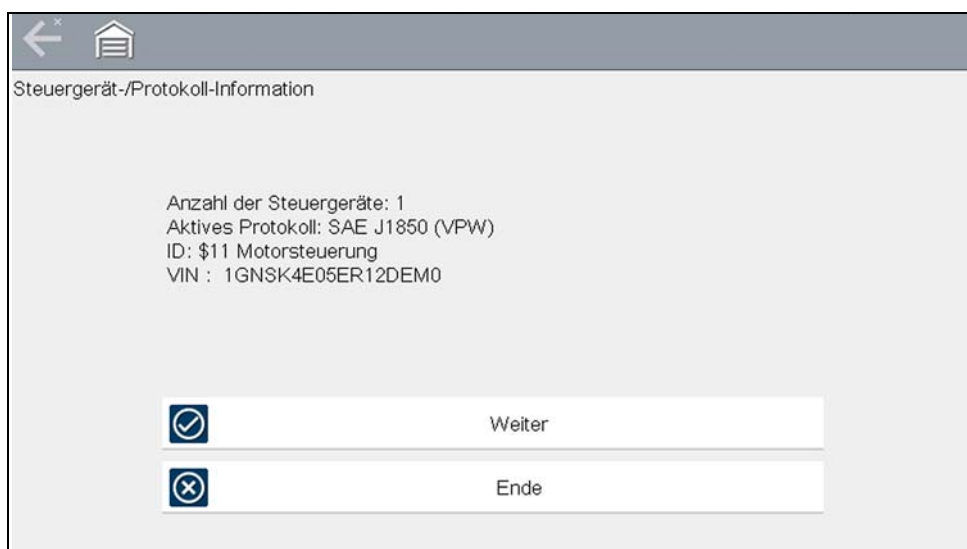 Steuergerät-/Protokoll-Information
Anzahl der Steuergeräte: 1
Aktives Protokoll: SAE J1850 (VPW)
ID: $11 Motorsteuerung
VIN : 1GNSK4E05ER12DEM0
Weiter
Ende